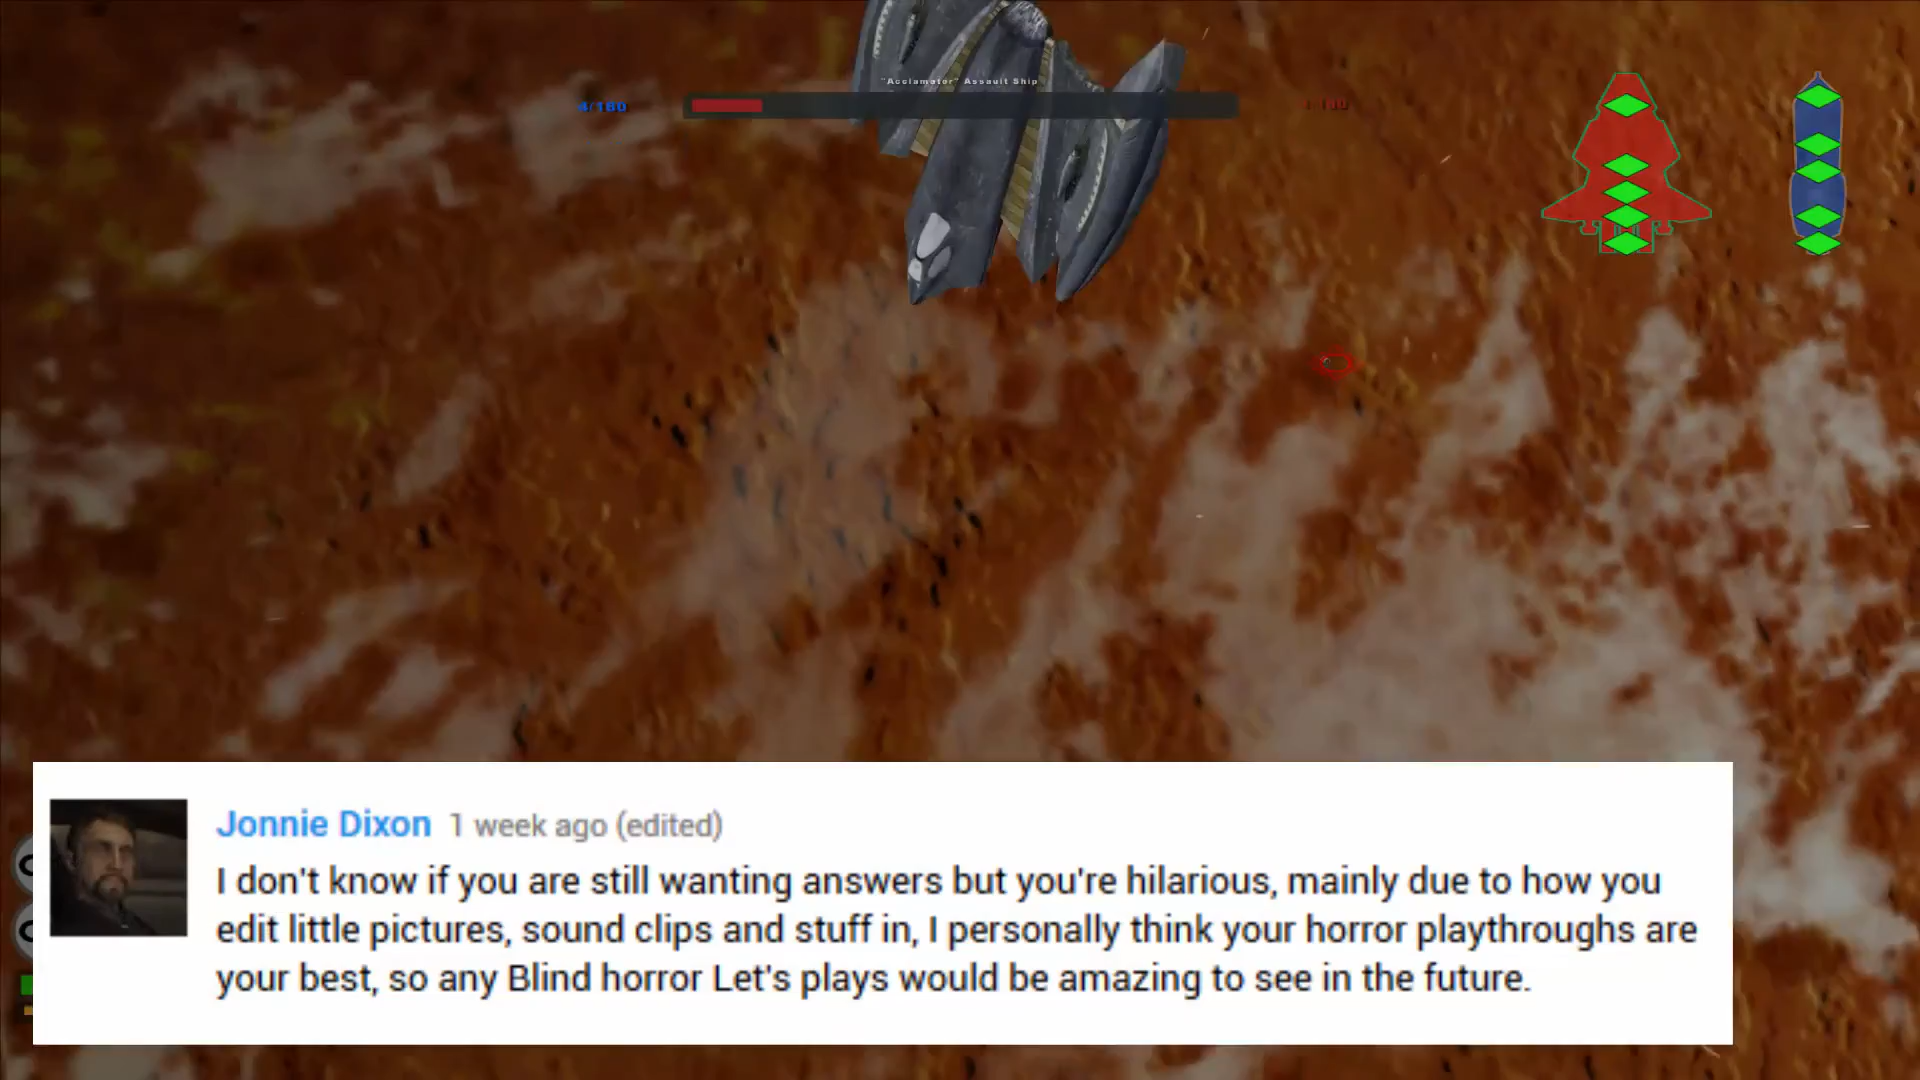 "Acclamator" Assault Ship
4/180
Jonnie Dixon 1 week ago (edited)
I don't know if you are still wanting answers but you're hilarious, mainly due to how you
edit little pictures, sound clips and stuff in, I personally think your horror playthroughs are
your best, so any Blind horror Let's plays would be amazing to see in the future.